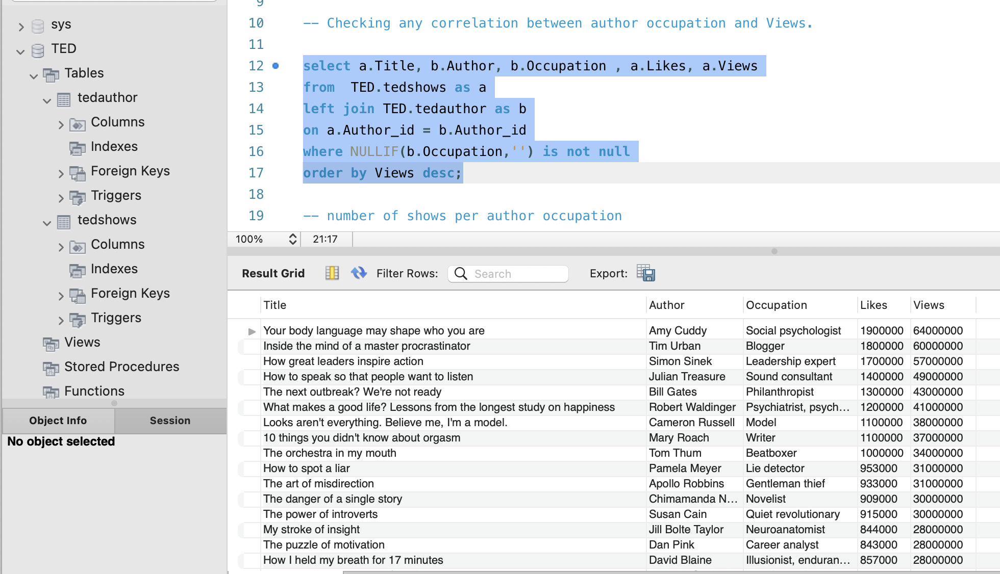 sys
TED
Tables
tedauthor
Columns
Indexes
Foreign Keys
Triggers
tedshows
Columns
Indexes
Foreign Keys
Triggers
Views
Stored Procedures
Functions
Object Info Session
No object selected
9
10 -- Checking any correlation between author occupation and Views.
11
12 select a.Title, b.Author, b.Occupation , a.Likes, a.Views
13 from  TED.tedshows as a
14 left join TED.tedauthor as b
15 on a.Author_id = b.Author_id
16 where NULLIF(b.Occupation,'') is not null
17 order by Views desc;
18
19 -- number of shows per author occupation
100% 21:17
Result Grid Filter Rows: Search Export:
Title Author Occupation Likes Views
Your body language may shape who you are Amy Cuddy Social psychologist 1900000 64000000
Inside the mind of a master procrastinator Tim Urban Blogger 1800000 60000000
How great leaders inspire action Simon Sinek Leadership expert 1700000 57000000
How to speak so that people want to listen Julian Treasure Sound consultant 1400000 49000000
The next outbreak? We're not ready Bill Gates Philanthropist 1300000 43000000
What makes a good life? Lessons from the longest study on happiness Robert Waldinger Psychiatrist, psych... 1200000 41000000
Looks aren't everything. Believe me, I'm a model. Cameron Russell Model 1100000 38000000
10 things you didn't know about orgasm Mary Roach Writer 1100000 37000000
The orchestra in my mouth Tom Thum Beatboxer 1000000 34000000
How to spot a liar Pamela Meyer Lie detector 953000 31000000
The art of misdirection Apollo Robbins Gentleman thief 933000 31000000
The danger of a single story Chimamanda N... Novelist 909000 30000000
The power of introverts Susan Cain Quiet revolutionary 915000 30000000
My stroke of insight Jill Bolte Taylor Neuroanatomist 844000 28000000
The puzzle of motivation Dan Pink Career analyst 843000 28000000
How I held my breath for 17 minutes David Blaine Illusionist, enduran... 857000 28000000